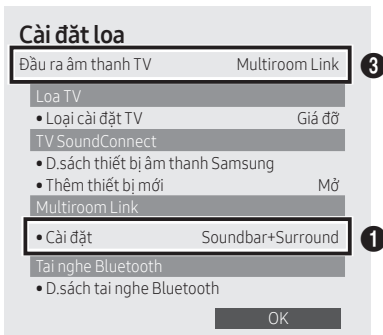 Cài đặt loa
Đầu ra âm thanh TV Multiroom Link
❸
Loa TV
• Loại cài đặt TV Giá đỡ
TV SoundConnect
• D.sách thiết bị âm thanh Samsung
• Thêm thiết bị mới Mở
Multiroom Link
• Cài đặt Soundbar+Surround
❶
Tai nghe Bluetooth
• D.sách tai nghe Bluetooth
OK